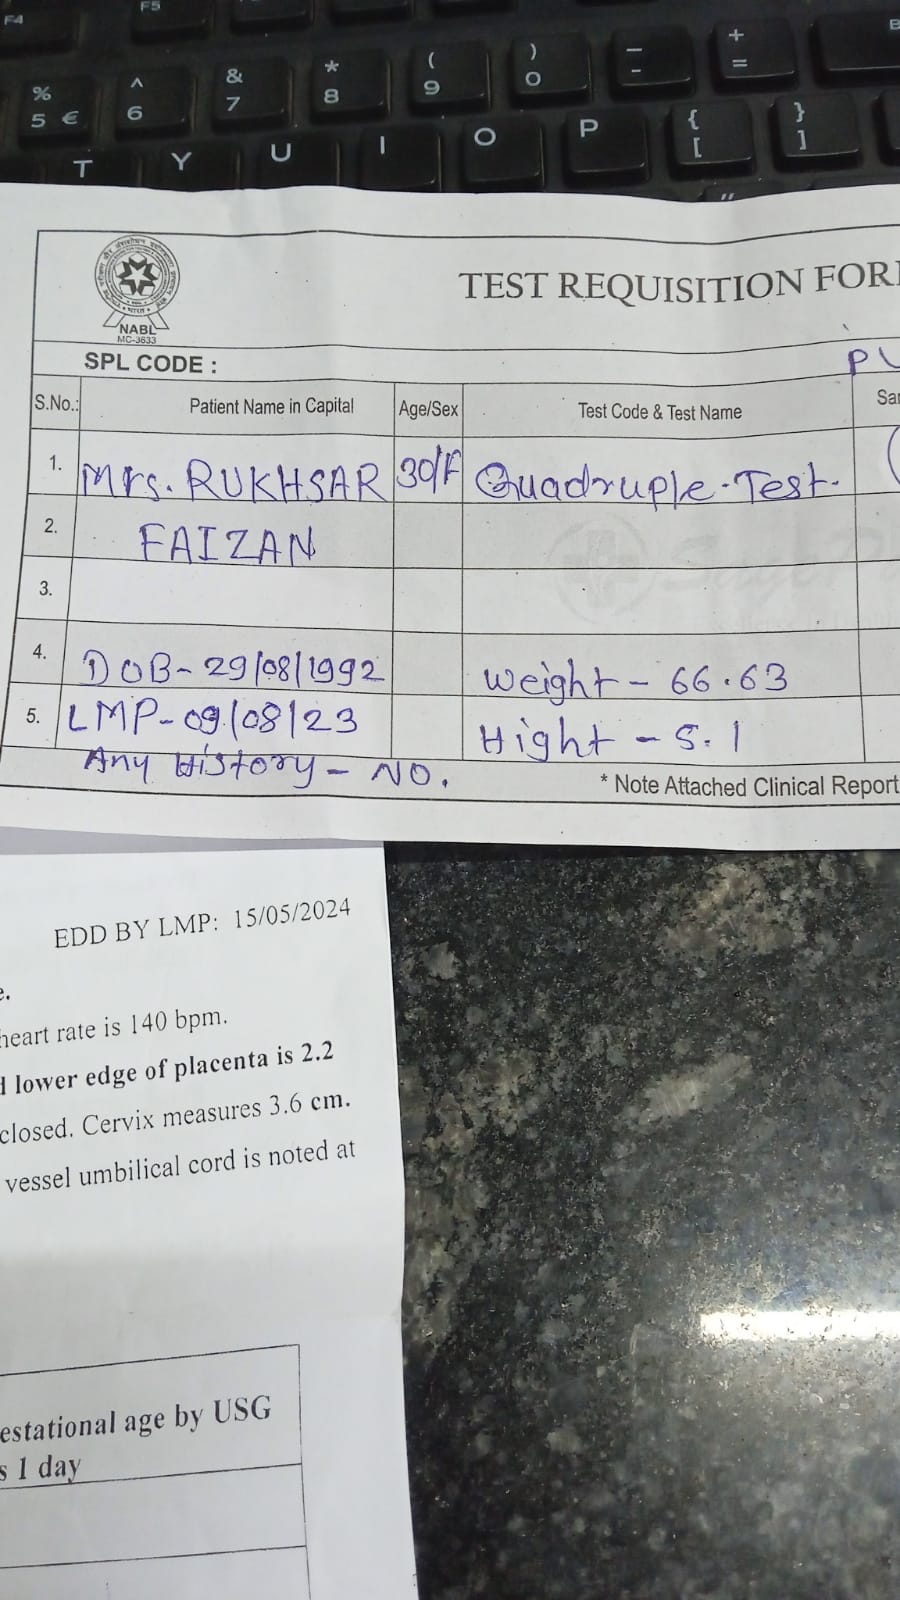 F4
F5
% 5 €
^ 6
& 7
* 8
( 9
) 0
_ -
+ =
T Y U I O P { [ } ]
TEST REQUISITION FOR
NABL
MC-3633
SPL CODE :
S.No.: Patient Name in Capital Age/Sex Test Code & Test Name
1. Mrs. RUKHSAR 30/F Quadruple-Test.
2. FAIZAN
3.
4. DOB- 29/08/1992 Weight - 66.63
5. LMP-09/08/23 Hight - 5.1
Any History - NO.
* Note Attached Clinical Report
EDD BY LMP: 15/05/2024
heart rate is 140 bpm.
lower edge of placenta is 2.2
closed. Cervix measures 3.6 cm.
vessel umbilical cord is noted at
estational age by USG
s 1 day